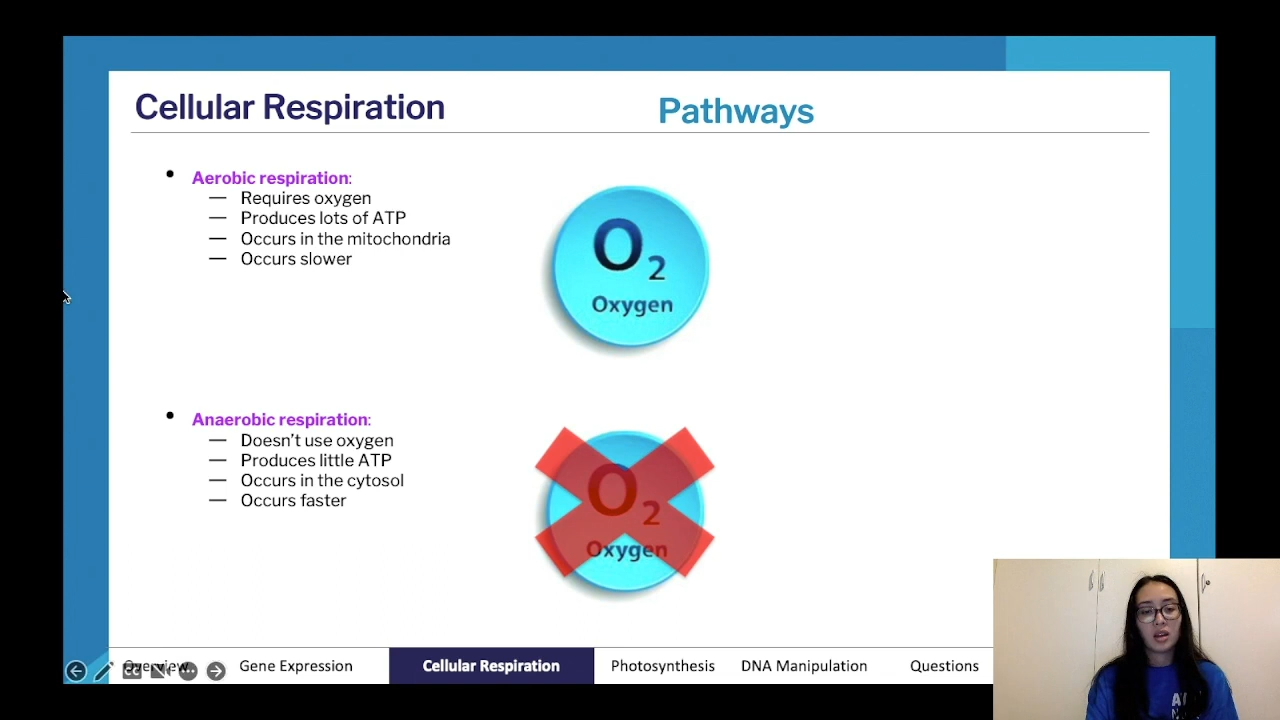 Cellular Respiration
Pathways
Aerobic respiration:
— Requires oxygen
— Produces lots of ATP
— Occurs in the mitochondria
— Occurs slower
O2
Oxygen
Anaerobic respiration:
— Doesn’t use oxygen
— Produces little ATP
— Occurs in the cytosol
— Occurs faster
O2
Oxygen
Overview Gene Expression Cellular Respiration Photosynthesis DNA Manipulation Questions
CC